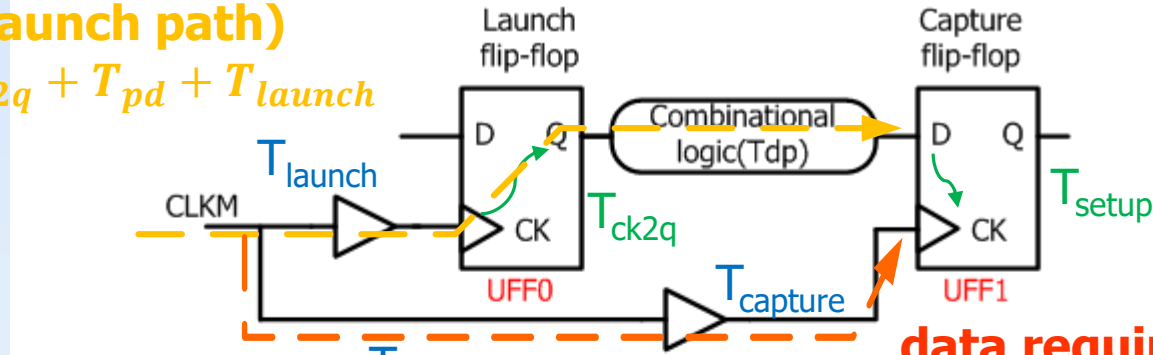 aunch path)
2q + Tpd + Tlaunch
Launch
flip-flop
Capture
flip-flop
D
Q
Combinational
logic(Tdp)
D
Q
Tlaunch
CLKM
CK
Tck2q
CK
Tsetup
UFF0
Tcapture
UFF1
data requi
T